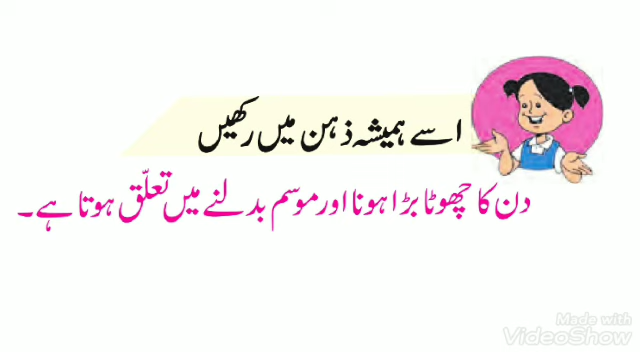 اسے ہمیشہ ذہن میں رکھیں
دن کا چھوٹا بڑا ہونا اور موسم بدلنے میں تعلّق ہوتا ہے۔
Made with
VideoShow